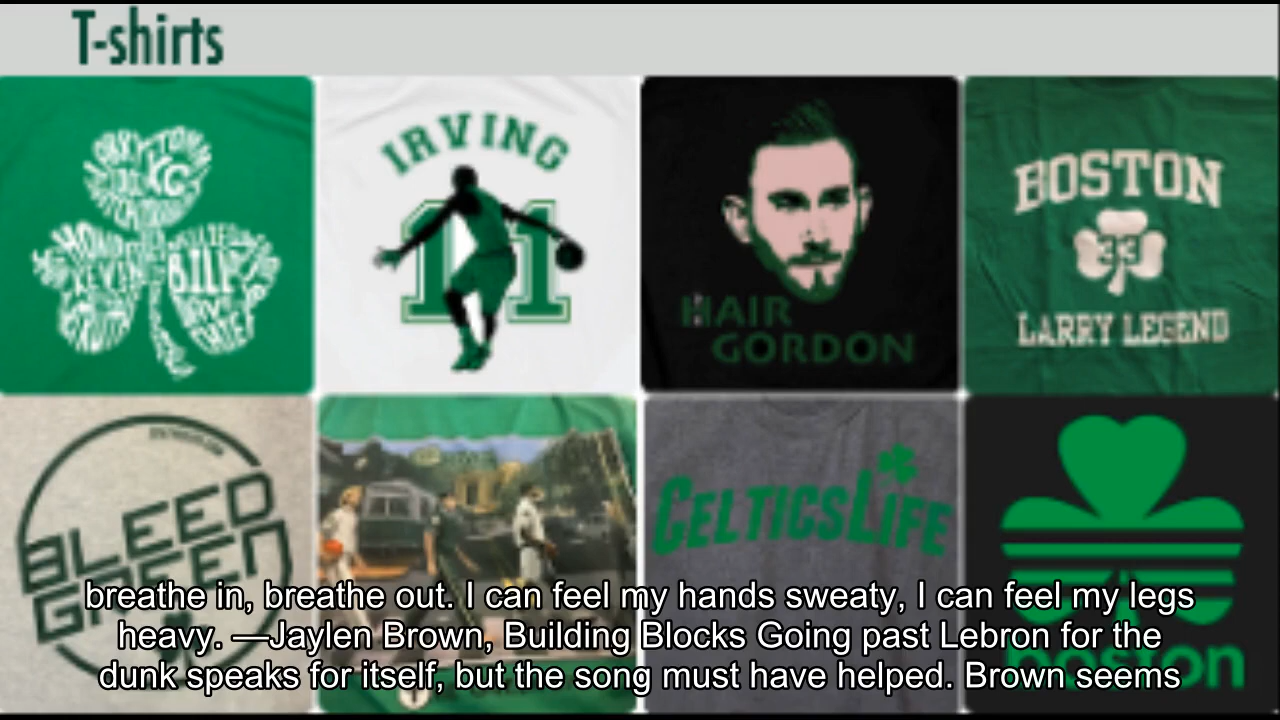 T-shirts
IRVING
11
HAIR
GORDON
BOSTON
33
LARRY LEGEND
BLEED
GREEN
CELTICSLIFE
breathe in, breathe out. I can feel my hands sweaty, I can feel my legs
heavy. —Jaylen Brown, Building Blocks Going past Lebron for the
dunk speaks for itself, but the song must have helped. Brown seems